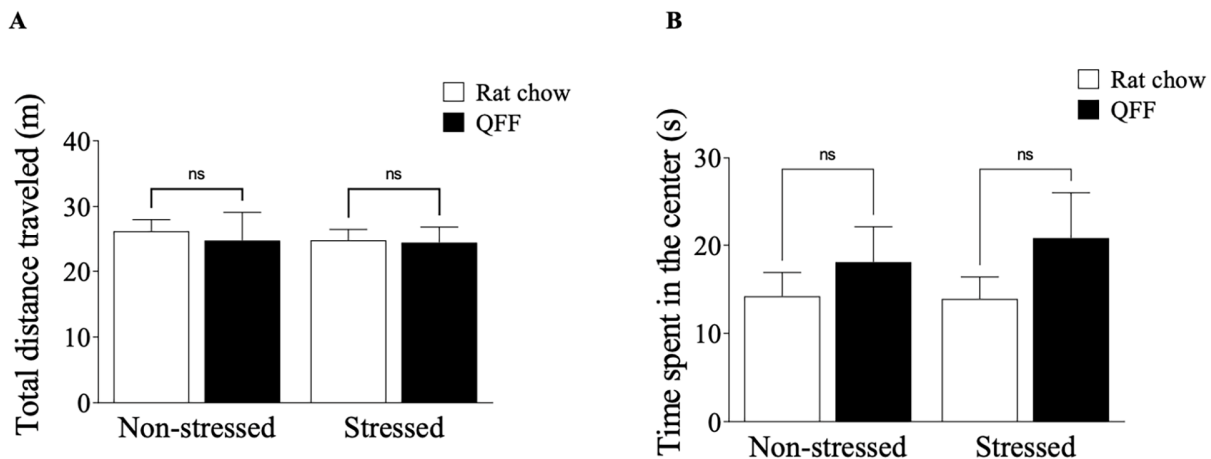 A
Rat chow
QFF
Total distance traveled (m)
40
30
20
10
0
ns
ns
Non-stressed
Stressed
B
Rat chow
QFF
Time spent in the center (s)
30
20
10
0
ns
ns
Non-stressed
Stressed